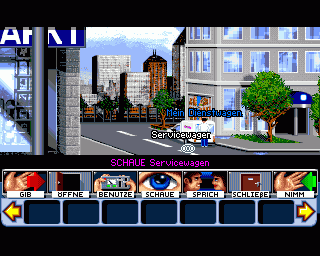 ARKT
Mein Dienstwagen
Servicewagen
SCHAUE Servicewagen
GIB ÖFFNE BENUTZE SCHAUE SPRICH SCHLIEßE NIMM